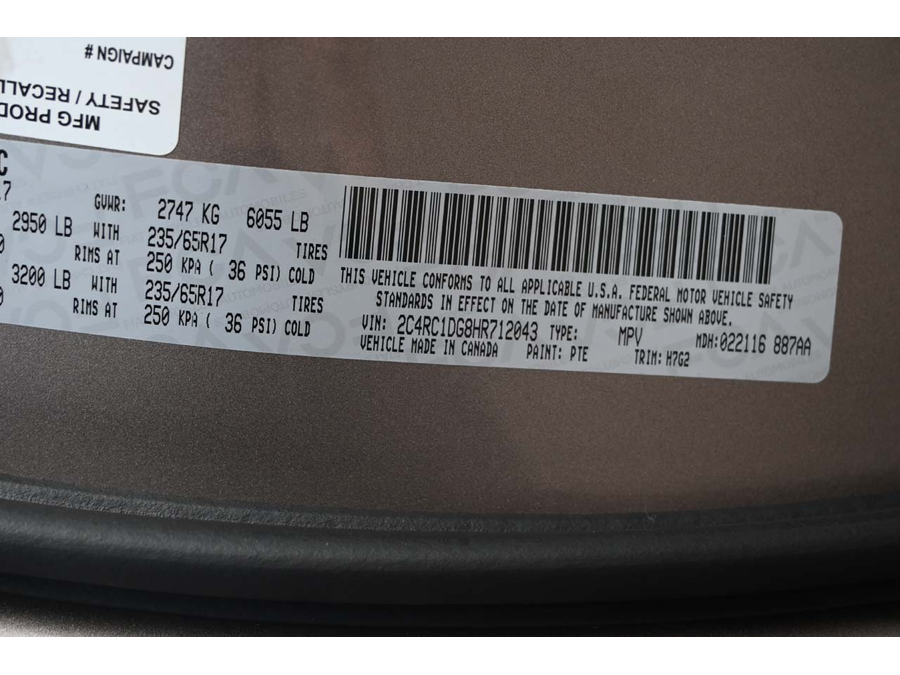 CAMPAIGN #
SAFETY / RECALL
MFG PROD
C
GVWR: 2747 KG 6055 LB
2950 LB WITH 235/65R17 TIRES
RIMS AT 250 KPA ( 36 PSI) COLD
3200 LB WITH 235/65R17 TIRES
RIMS AT 250 KPA ( 36 PSI) COLD
THIS VEHICLE CONFORMS TO ALL APPLICABLE U.S.A. FEDERAL MOTOR VEHICLE SAFETY
STANDARDS IN EFFECT ON THE DATE OF MANUFACTURE SHOWN ABOVE.
VIN: 2C4RC1DG8HR712043 TYPE: MPV MDH:022116 887AA
VEHICLE MADE IN CANADA PAINT: PTE TRIM: H7G2